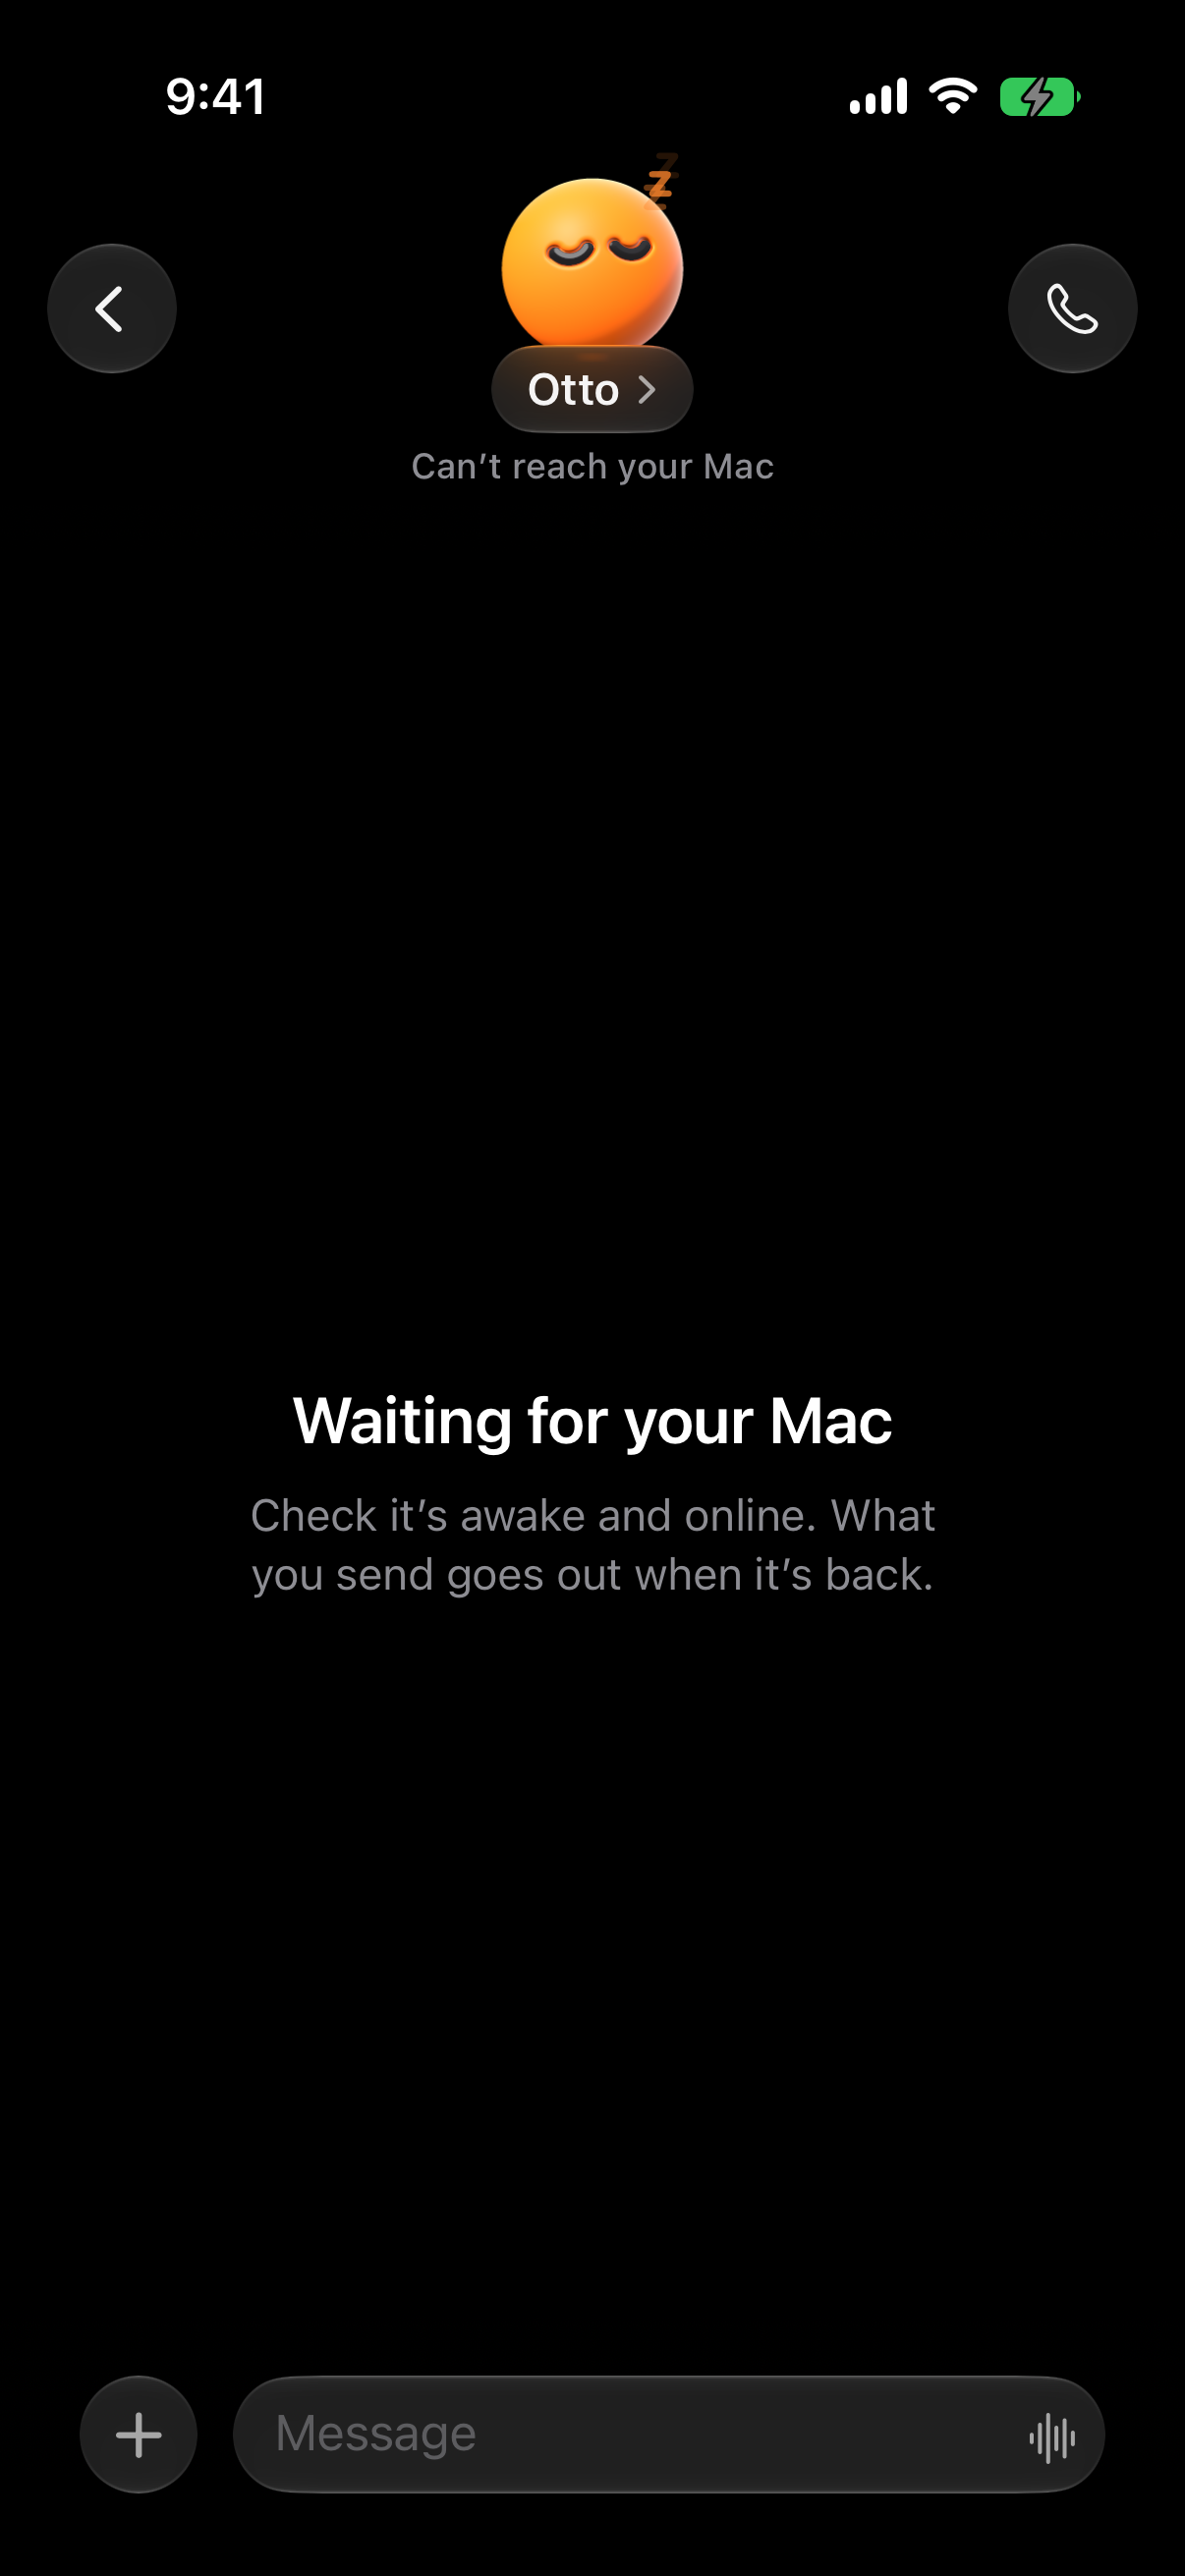 9:41
z
z
z
Otto
Can’t reach your Mac
Waiting for your Mac
Check it’s awake and online. What
you send goes out when it’s back.
Message